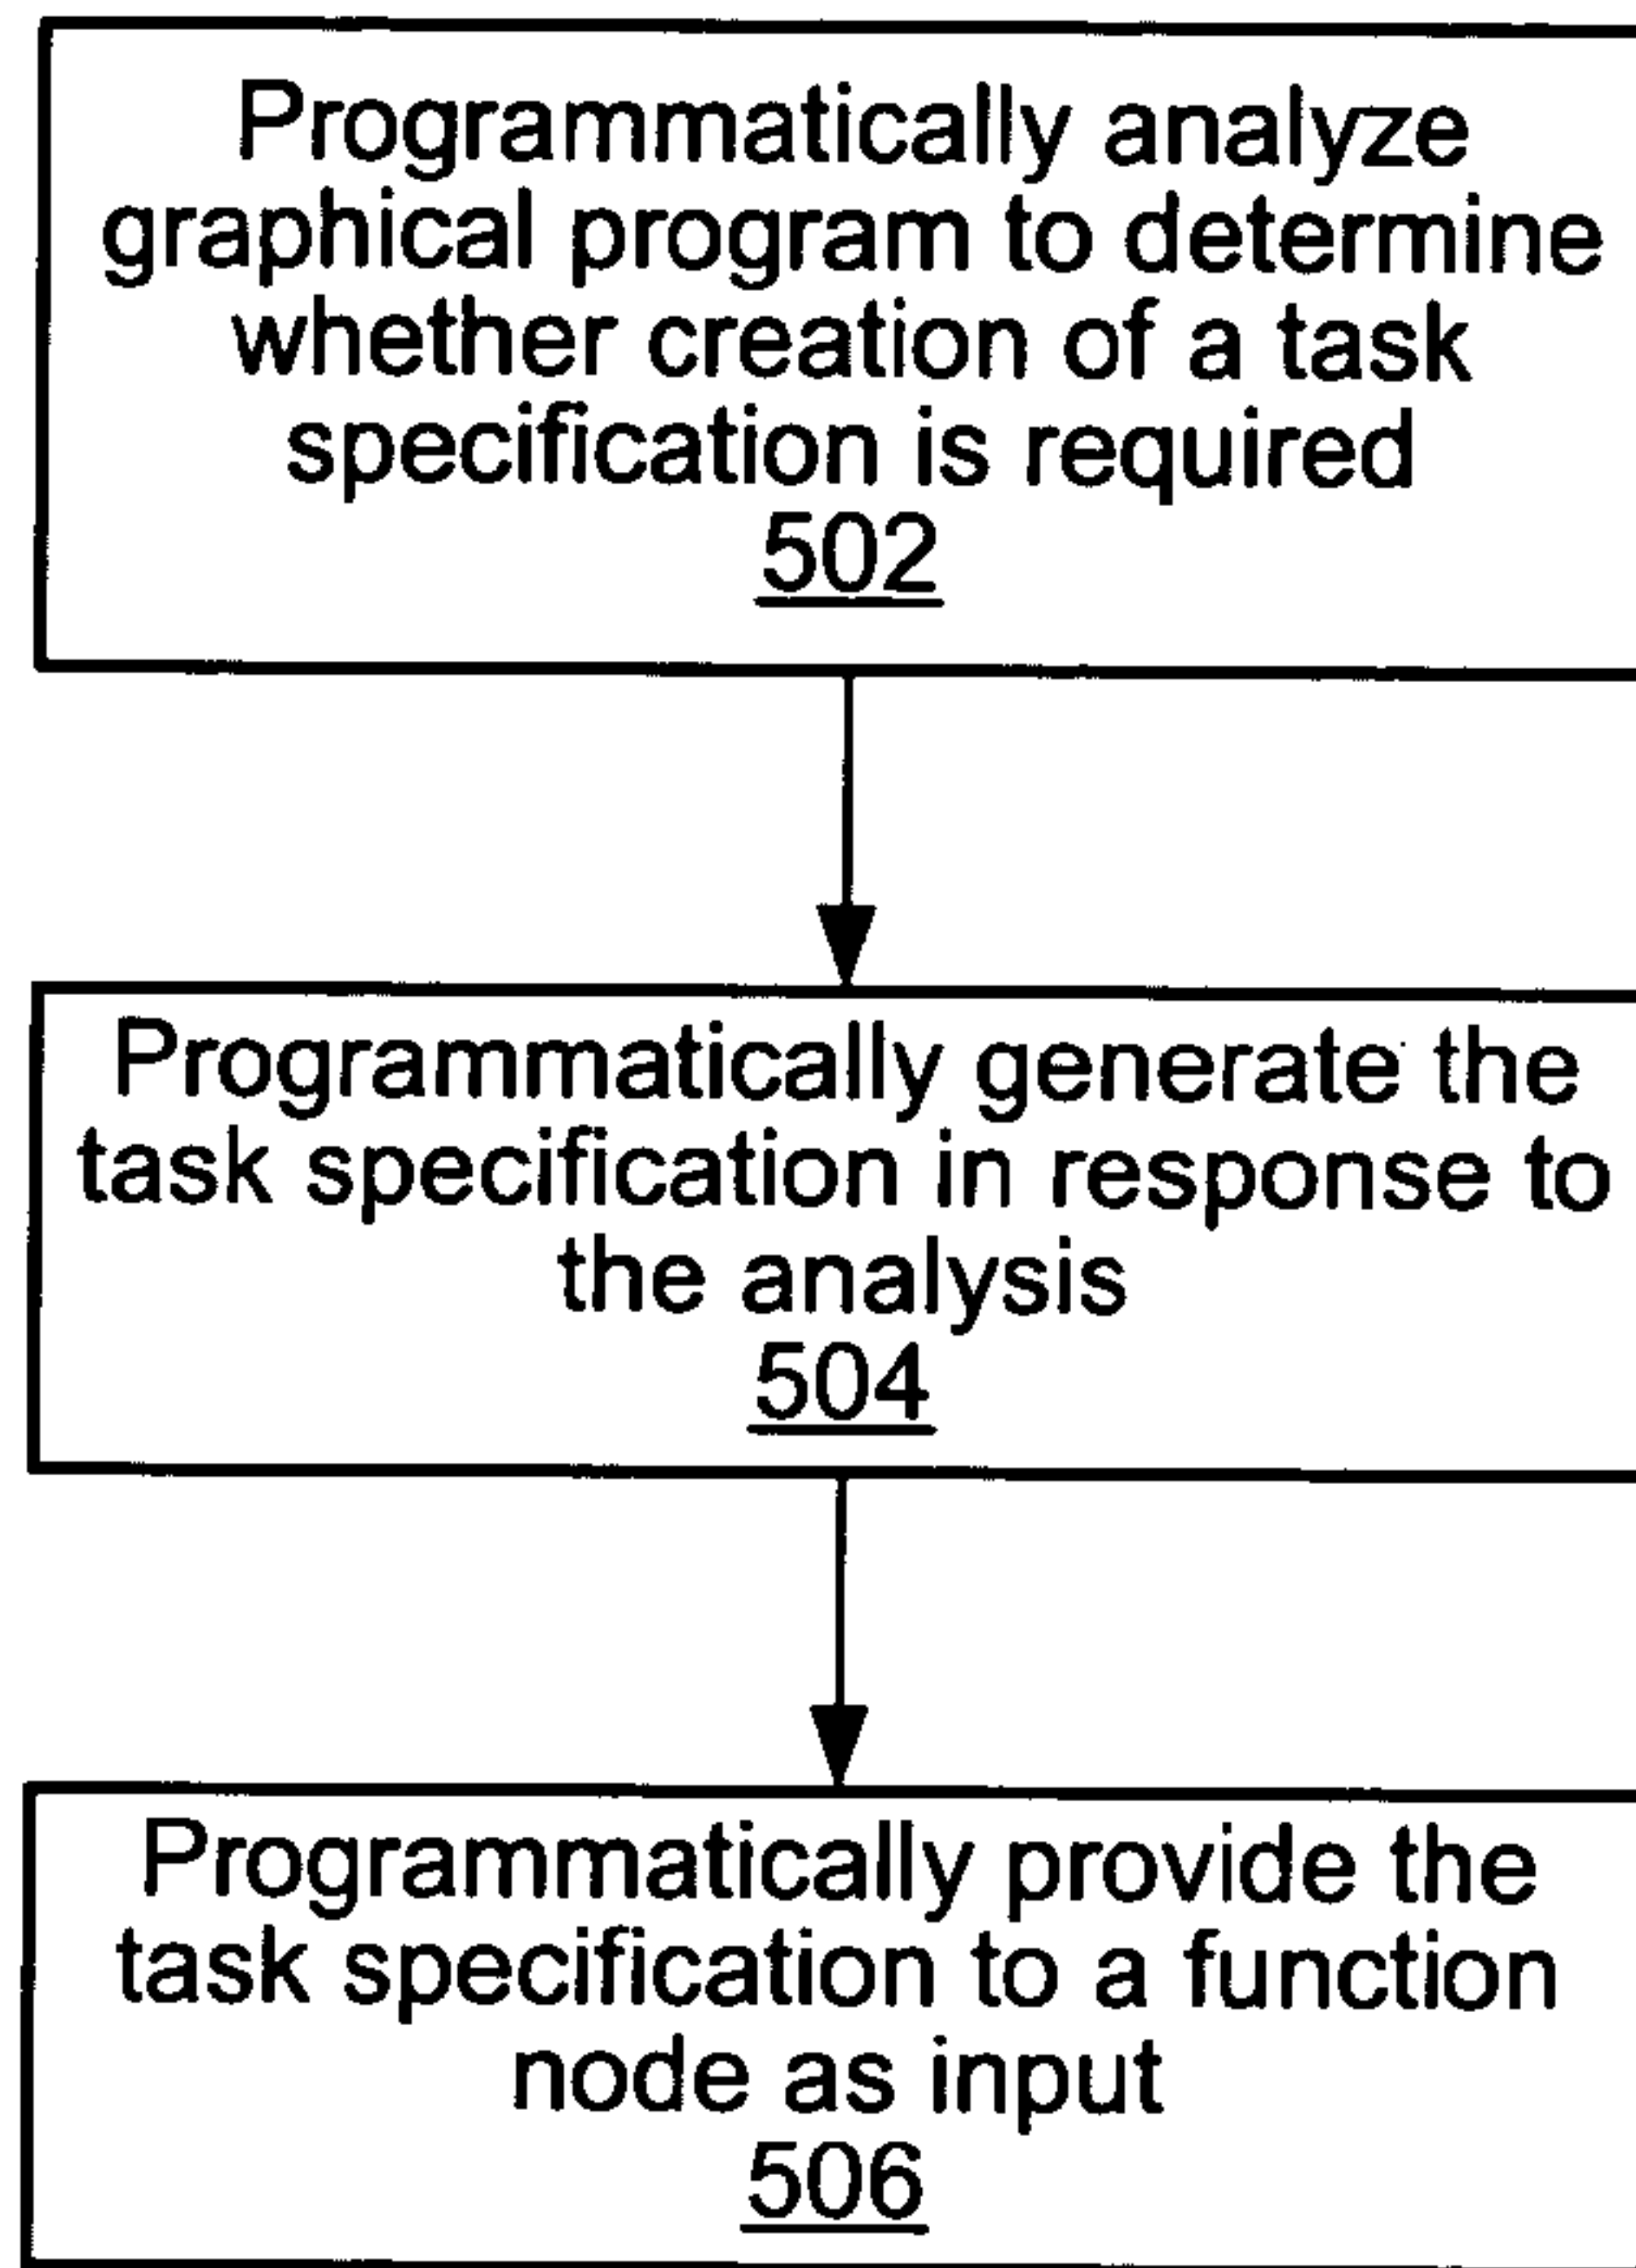 Programmatically analyze
graphical program to determine
whether creation of a task
specification is required
502
Programmatically generate the
task specification in response to
the analysis
504
Programmatically provide the
task specification to a function
node as input
506